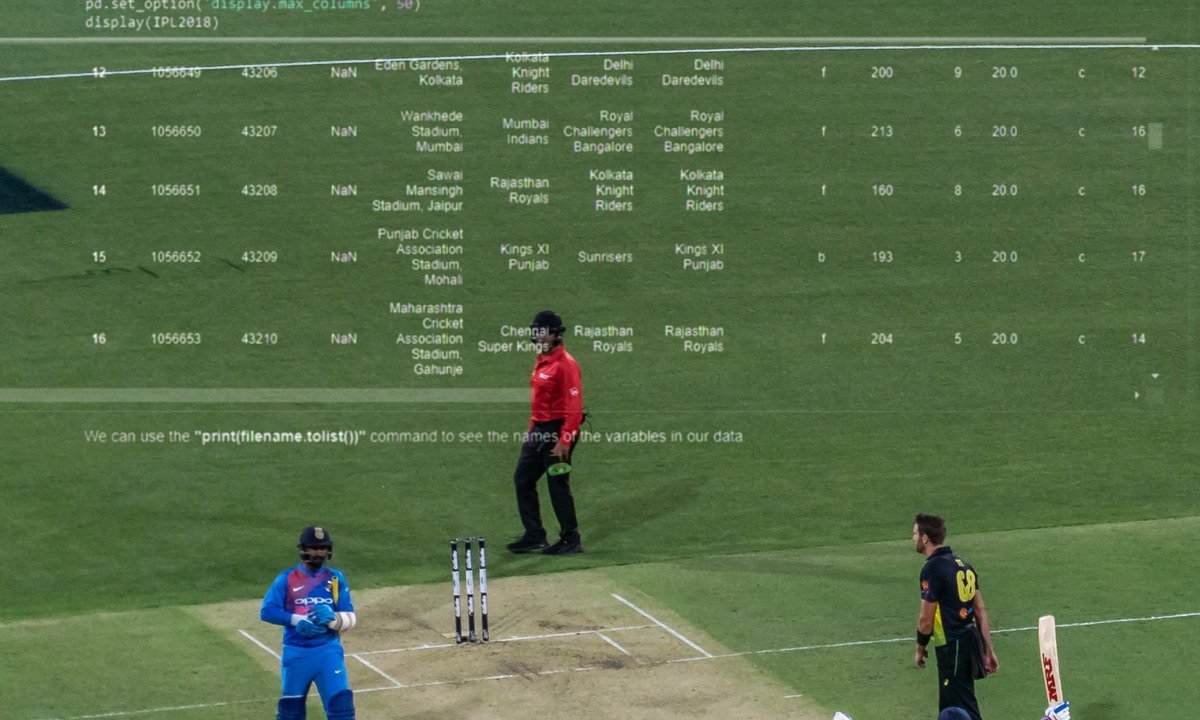 pd.set_option('display.max_columns', 50)
display(IPL2018)
12 1056649 43206 NaN Eden Gardens, Kolkata Kolkata Knight Riders Delhi Daredevils Delhi Daredevils f 200 9 20.0 c 12
13 1056650 43207 NaN Wankhede Stadium, Mumbai Mumbai Indians Royal Challengers Bangalore Royal Challengers Bangalore f 213 6 20.0 c 16
14 1056651 43208 NaN Sawai Mansingh Stadium, Jaipur Rajasthan Royals Kolkata Knight Riders Kolkata Knight Riders f 160 8 20.0 c 16
15 1056652 43209 NaN Punjab Cricket Association Stadium, Mohali Kings XI Punjab Sunrisers Kings XI Punjab b 193 3 20.0 c 17
16 1056653 43210 NaN Maharashtra Cricket Association Stadium, Gahunje Chennai Super Kings Rajasthan Royals Rajasthan Royals f 204 5 20.0 c 14
We can use the "print(filename.tolist())" command to see the names of the variables in our data
oppo
68
MRF